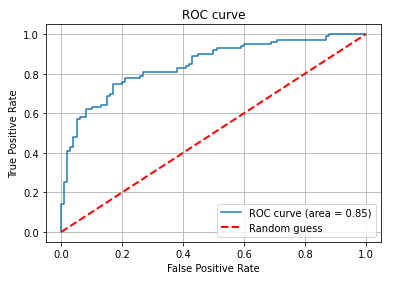 ROC curve
1.0
0.8
0.6
0.4
0.2
0.0
True Positive Rate
ROC curve (area = 0.85)
Random guess
0.0 0.2 0.4 0.6 0.8 1.0
False Positive Rate